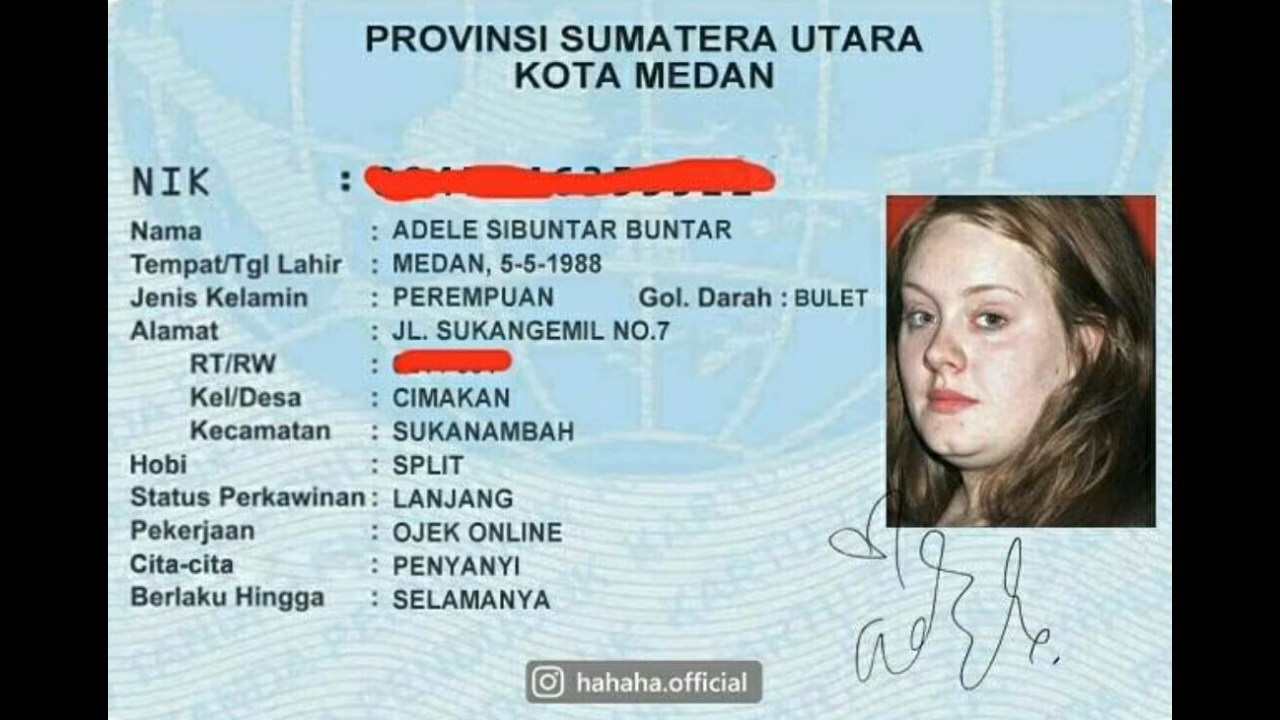 PROVINSI SUMATERA UTARA
KOTA MEDAN
NIK :
Nama : ADELE SIBUNTAR BUNTAR
Tempat/Tgl Lahir : MEDAN, 5-5-1988
Jenis Kelamin : PEREMPUAN Gol. Darah : BULET
Alamat : JL. SUKANGEMIL NO.7
RT/RW :
Kel/Desa : CIMAKAN
Kecamatan : SUKANAMBAH
Hobi : SPLIT
Status Perkawinan : LANJANG
Pekerjaan : OJEK ONLINE
Cita-cita : PENYANYI
Berlaku Hingga : SELAMANYA
adele.
hahaha.official